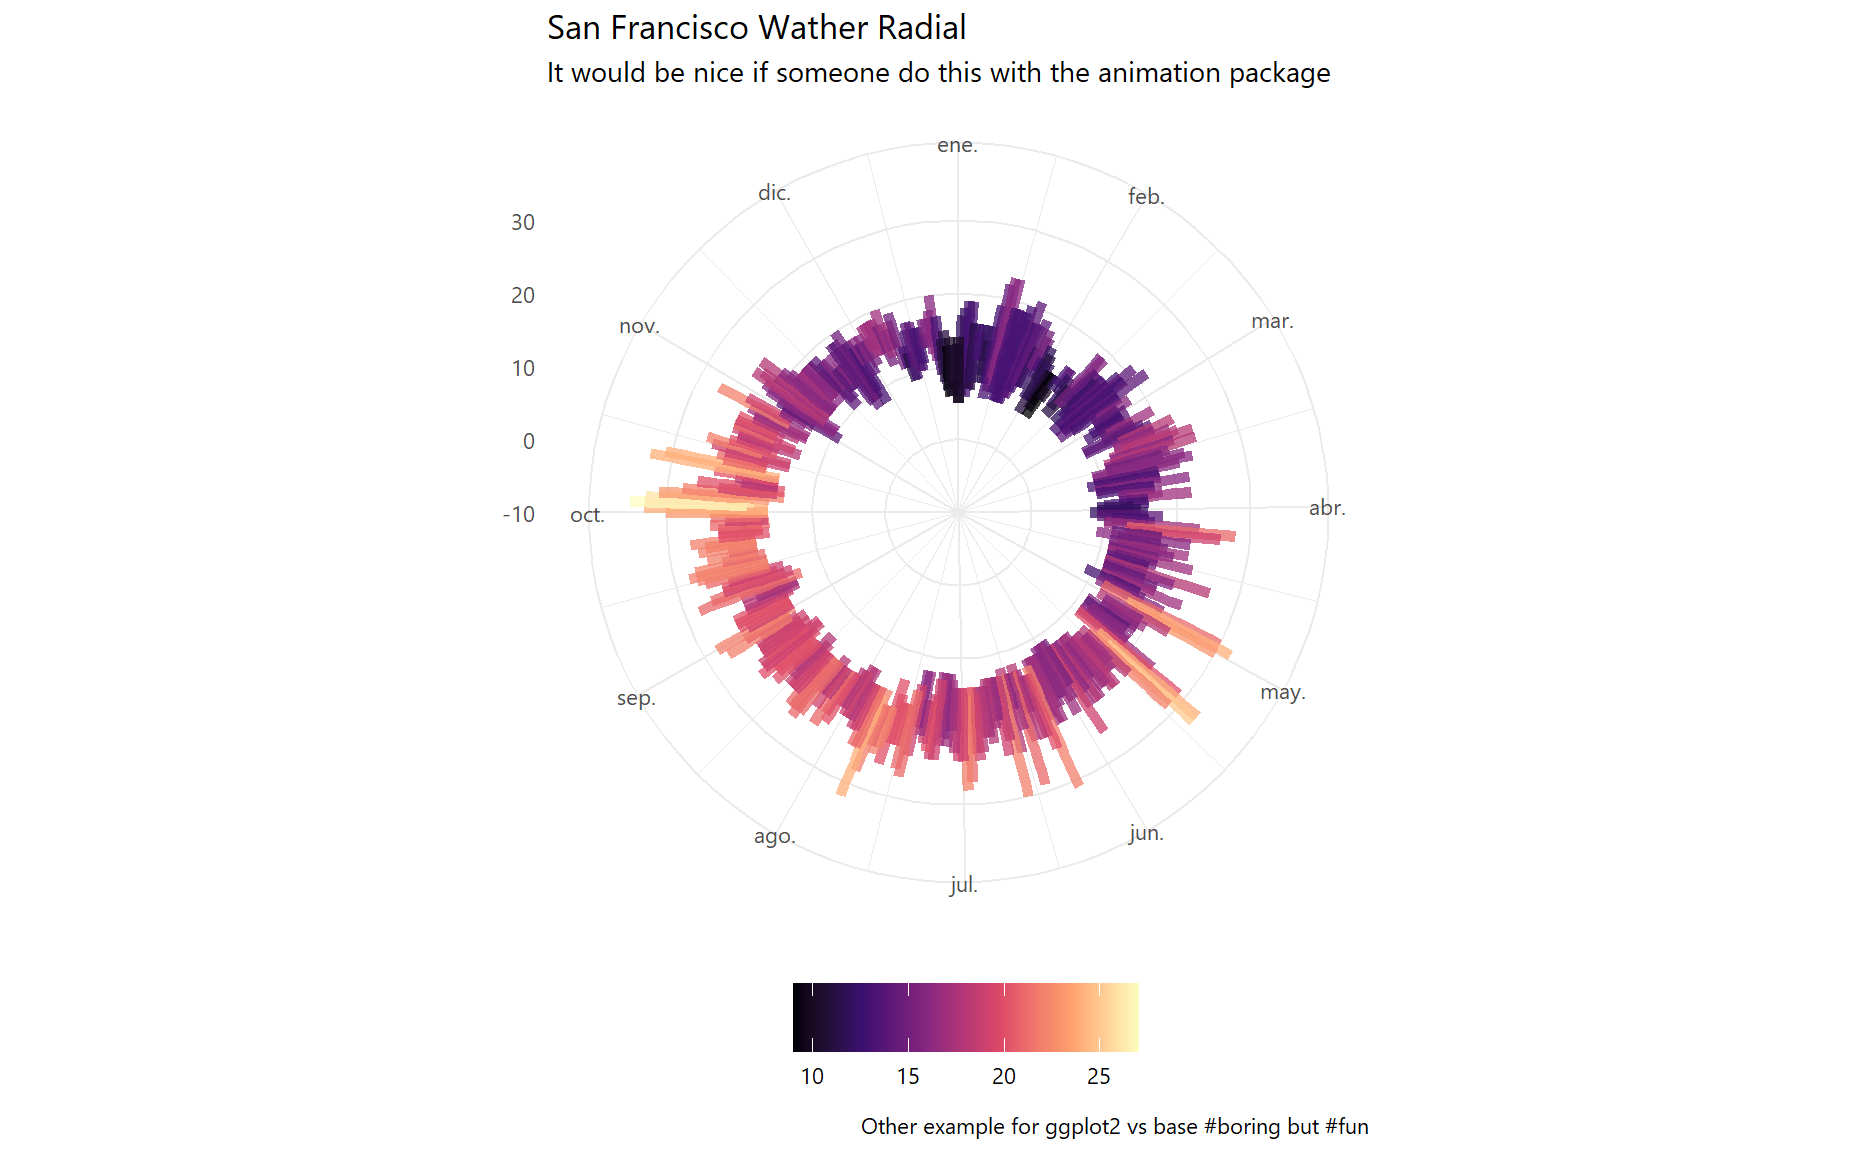 San Francisco Wather Radial
It would be nice if someone do this with the animation package
ene.
dic.
feb.
30
20
nov.
mar.
10
0
-10
oct.
abr.
sep.
may.
ago.
jun.
jul.
10 15 20 25
Other example for ggplot2 vs base #boring but #fun